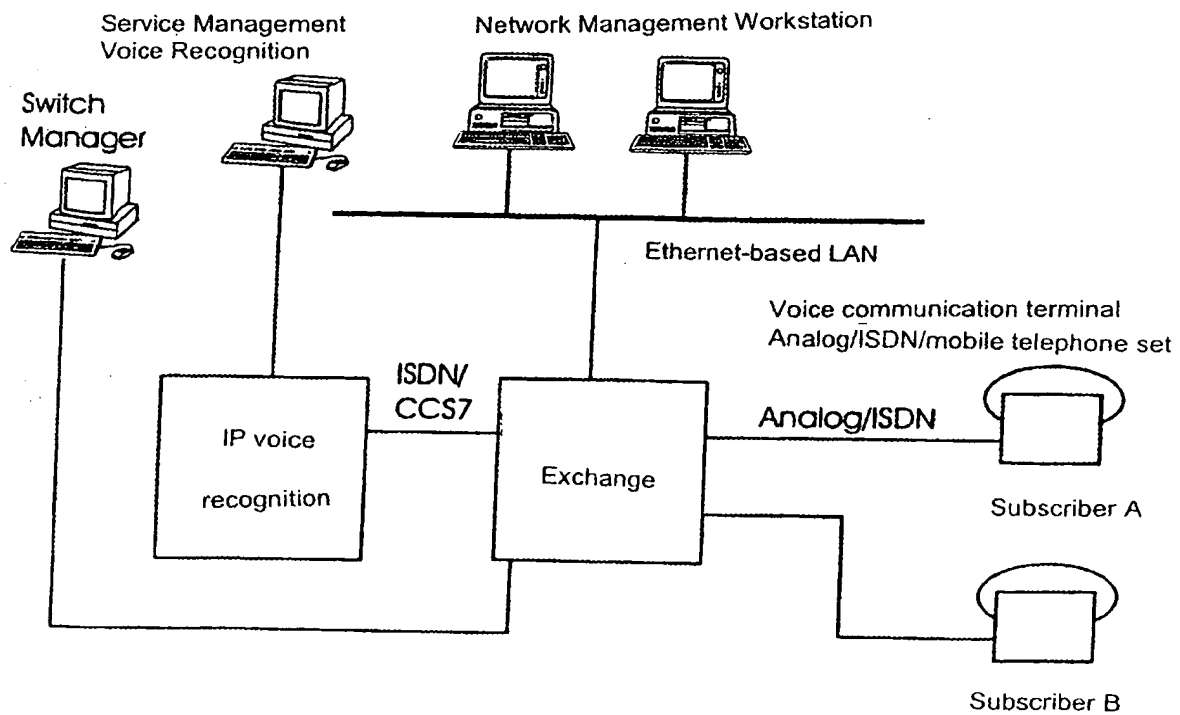 Service Management
Voice Recognition
Network Management Workstation
Switch
Manager
Ethernet-based LAN
Voice communication terminal
Analog/ISDN/mobile telephone set
ISDN/
CCS7
Analog/ISDN
IP voice
recognition
Exchange
Subscriber A
Subscriber B